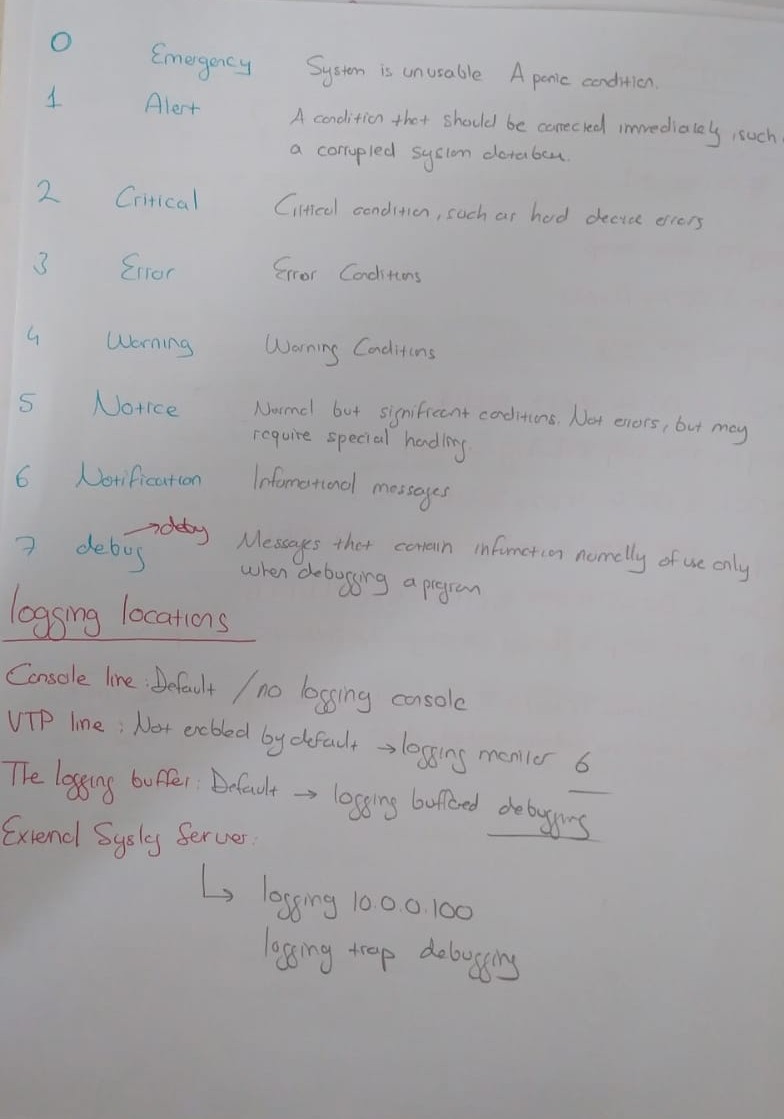 0 Emergency System is unusable A panic condition.
1 Alert A condition that should be corrected immediately, such
a corrupted system database.
2 Critical Critical condition, such as hard device errors
3 Error Error Conditions
4 Warning Warning Conditions
5 Notice Normal but significant conditions. Not errors, but may
require special handling.
6 Notification Informational messages
7 debug → debug Messages that contain information normally of use only
when debugging a program
logging locations
Console line : Default / no logging console
VTP line : Not enabled by default → logging monitor 6
The logging buffer : Default → logging buffered debugging
External Syslog Server :
↳ logging 10.0.0.100
logging trap debugging